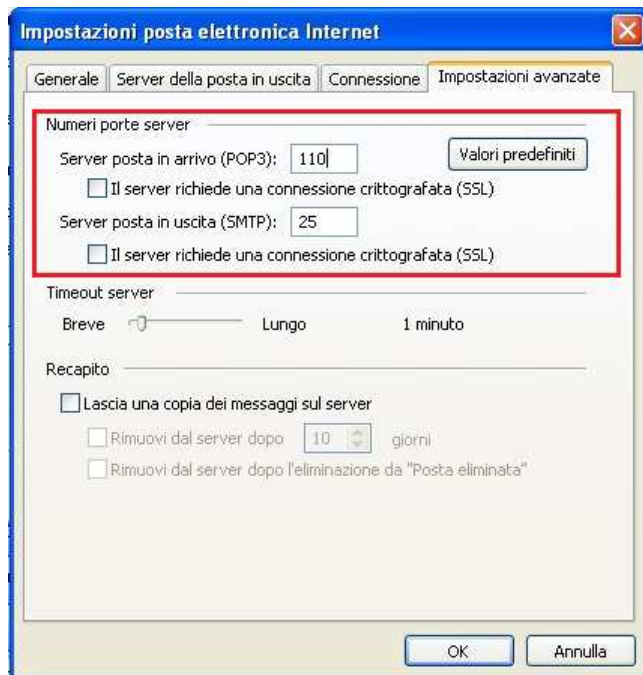 Impostazioni posta elettronica Internet
Generale Server della posta in uscita Connessione Impostazioni avanzate
Numeri porte server
Server posta in arrivo (POP3): 110 Valori predefiniti
Il server richiede una connessione crittografata (SSL)
Server posta in uscita (SMTP): 25
Il server richiede una connessione crittografata (SSL)
Timeout server
Breve Lungo 1 minuto
Recapito
Lascia una copia dei messaggi sul server
Rimuovi dal server dopo 10 giorni
Rimuovi dal server dopo l'eliminazione da "Posta eliminata"
OK Annulla